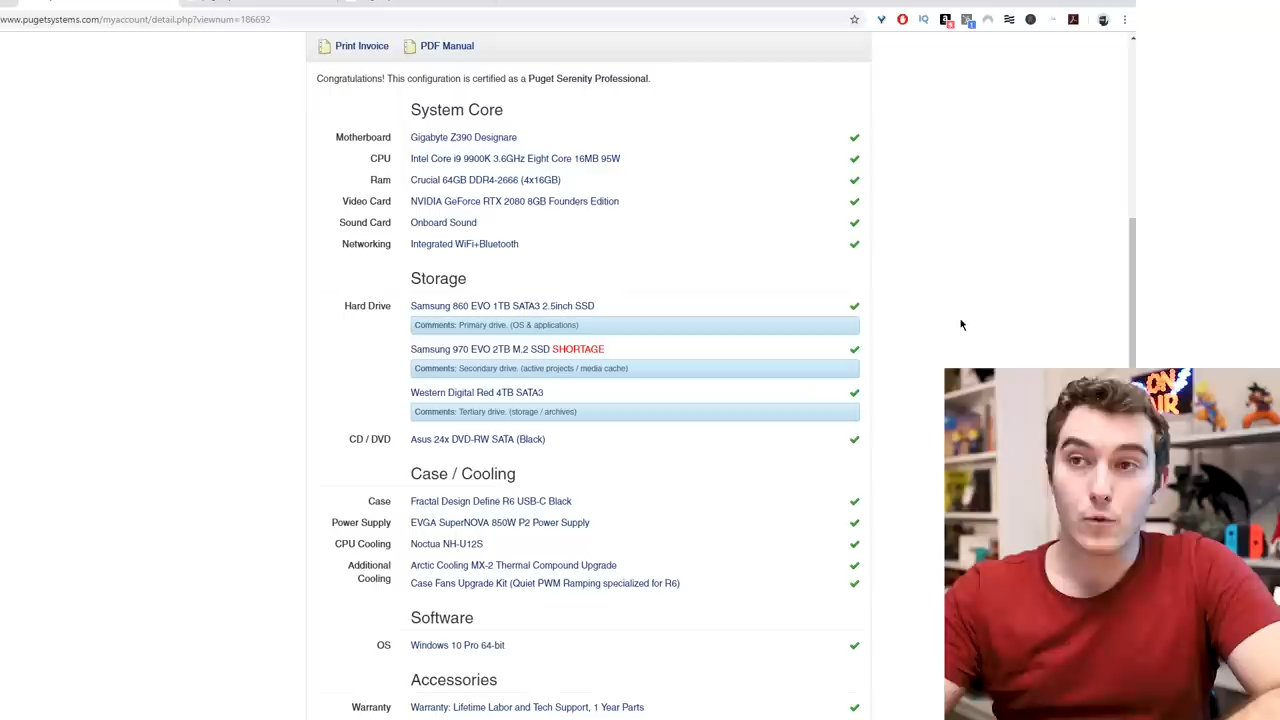 www.pugetsystems.com/myaccount/detail.php?viewnum=186692
Print Invoice PDF Manual
Congratulations! This configuration is certified as a Puget Serenity Professional.
System Core
Motherboard Gigabyte Z390 Designare
CPU Intel Core i9 9900K 3.6GHz Eight Core 16MB 95W
Ram Crucial 64GB DDR4-2666 (4x16GB)
Video Card NVIDIA GeForce RTX 2080 8GB Founders Edition
Sound Card Onboard Sound
Networking Integrated WiFi+Bluetooth
Storage
Hard Drive Samsung 860 EVO 1TB SATA3 2.5inch SSD
Comments: Primary drive. (OS & applications)
Samsung 970 EVO 2TB M.2 SSD SHORTAGE
Comments: Secondary drive. (active projects / media cache)
Western Digital Red 4TB SATA3
Comments: Tertiary drive. (storage / archives)
CD / DVD Asus 24x DVD-RW SATA (Black)
Case / Cooling
Case Fractal Design Define R6 USB-C Black
Power Supply EVGA SuperNOVA 850W P2 Power Supply
CPU Cooling Noctua NH-U12S
Additional Cooling Arctic Cooling MX-2 Thermal Compound Upgrade
Case Fans Upgrade Kit (Quiet PWM Ramping specialized for R6)
Software
OS Windows 10 Pro 64-bit
Accessories
Warranty Warranty: Lifetime Labor and Tech Support, 1 Year Parts
ON
AIR